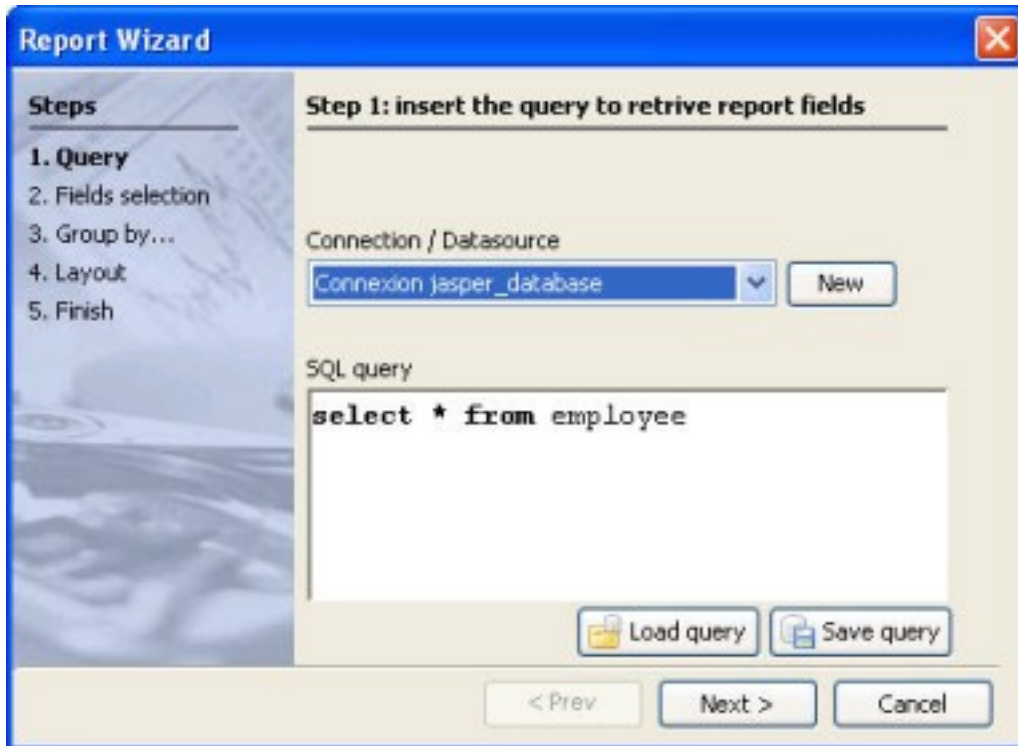 Report Wizard
Steps
1. Query
2. Fields selection
3. Group by...
4. Layout
5. Finish
Step 1: insert the query to retrive report fields
Connection / Datasource
Connexion jasper_database
New
SQL query
select * from employee
Load query
Save query
< Prev
Next >
Cancel